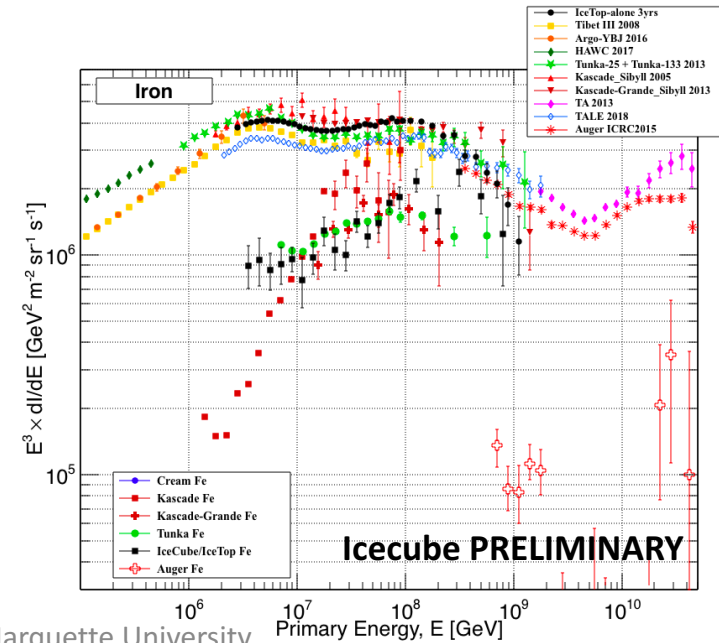 IceTop-alone 3yrs
Tibet III 2008
Argo-YBJ 2016
HAWC 2017
Tunka-25 + Tunka-133 2013
Kascade_Sibyll 2005
Kascade-Grande_Sibyll 2013
TA 2013
TALE 2018
Auger ICRC2015
Iron
E³ × dI/dE [GeV² m⁻² sr⁻¹ s⁻¹]
10⁶
10⁵
Cream Fe
Kascade Fe
Kascade-Grande Fe
Tunka Fe
IceCube/IceTop Fe
Auger Fe
Icecube PRELIMINARY
10⁶ 10⁷ 10⁸ 10⁹ 10¹⁰
Primary Energy, E [GeV]
University